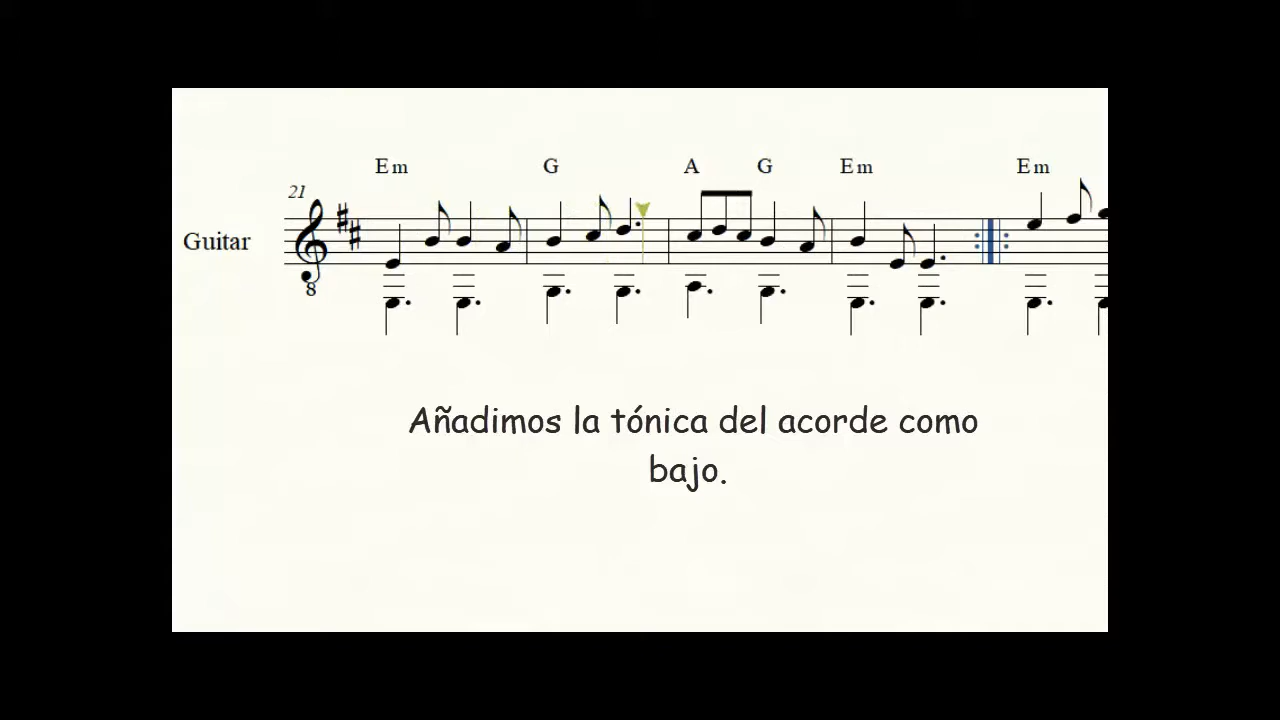 Em G A G Em Em
21
Guitar
8
Añadimos la tónica del acorde como
bajo.